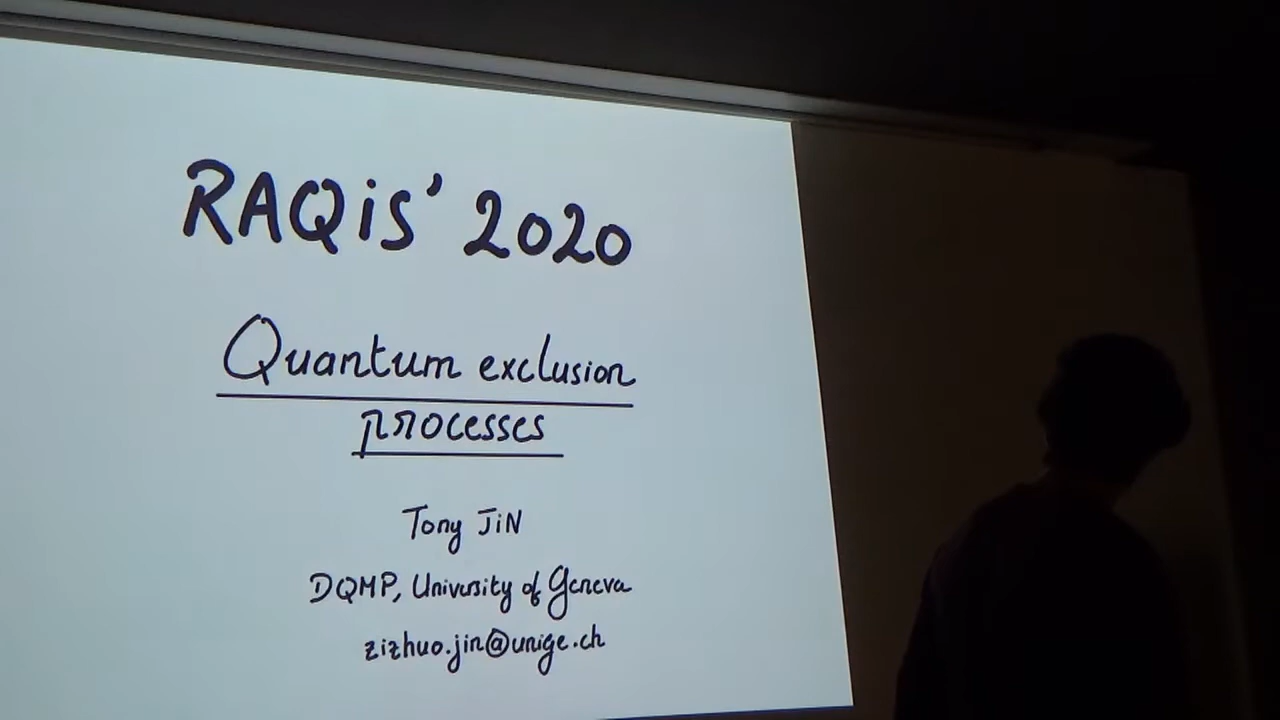 RAQiS' 2020
Quantum exclusion
processes
Tony JiN
DQMP, University of Geneva
zizhuo.jin@unige.ch